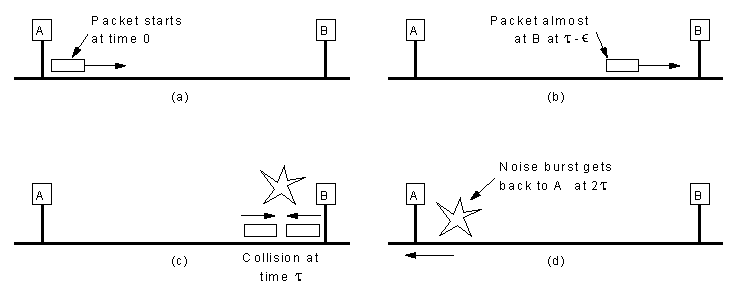 A
Packet starts
at time 0
B
(a)
A
Packet almost
at B at τ-ϵ
B
(b)
A
B
(c)
Collision at
time τ
A
Noise burst gets
back to A at 2τ
B
(d)